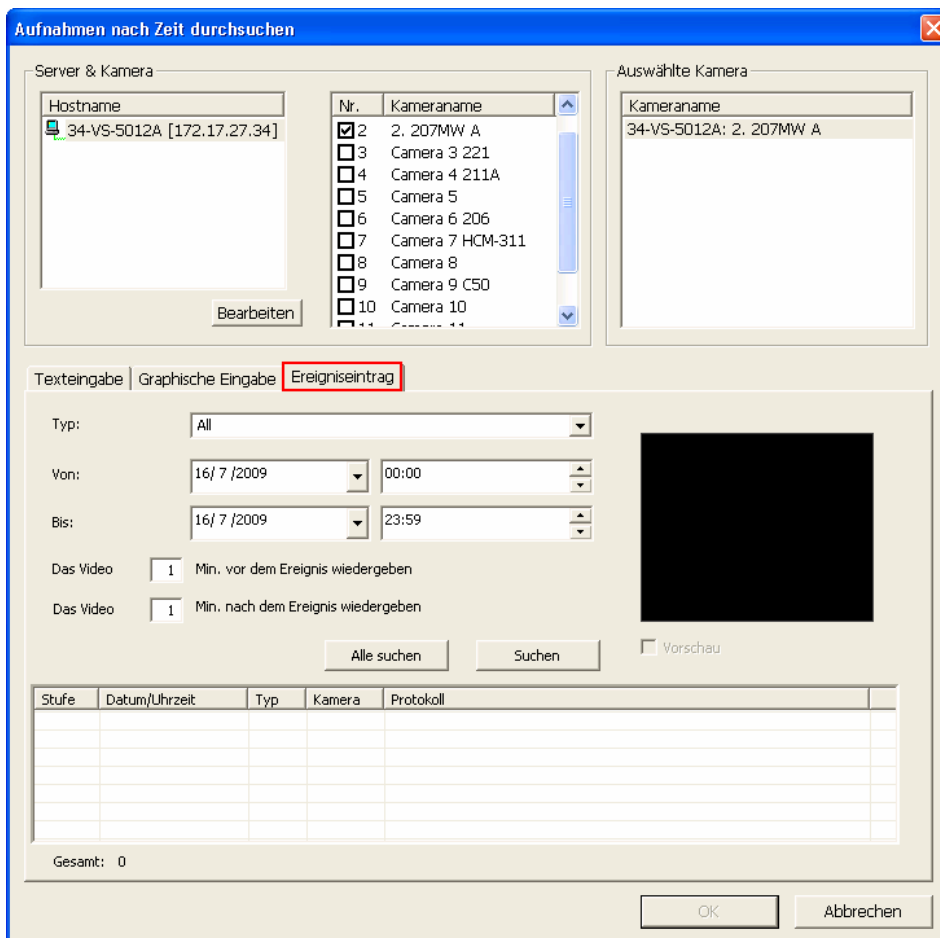 Aufnahmen nach Zeit durchsuchen
Server & Kamera
Hostname
34-VS-5012A [172.17.27.34]
Bearbeiten
Nr. Kameraname
2 2. 207MW A
3 Camera 3 221
4 Camera 4 211A
5 Camera 5
6 Camera 6 206
7 Camera 7 HCM-311
8 Camera 8
9 Camera 9 C50
10 Camera 10
Auswählte Kamera
Kameraname
34-VS-5012A: 2. 207MW A
Texteingabe Graphische Eingabe Ereigniseintrag
Typ: All
Von: 16/ 7 /2009 00:00
Bis: 16/ 7 /2009 23:59
Das Video 1 Min. vor dem Ereignis wiedergeben
Das Video 1 Min. nach dem Ereignis wiedergeben
Alle suchen Suchen
Vorschau
Stufe Datum/Uhrzeit Typ Kamera Protokoll
Gesamt: 0
OK Abbrechen